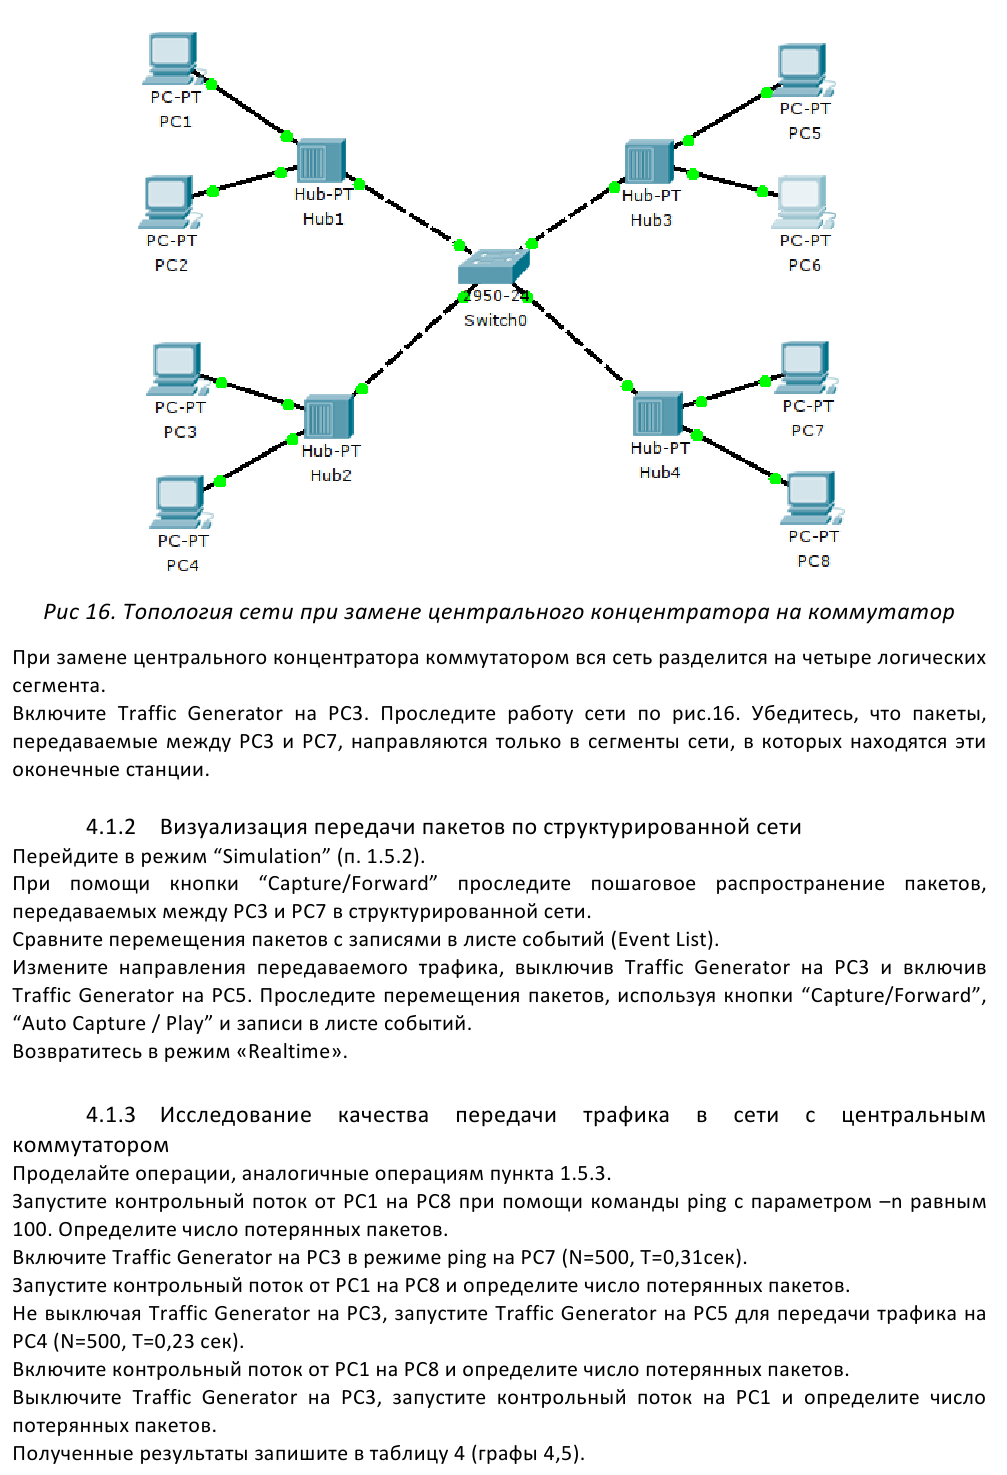 PC-PT
PC1
PC-PT
PC5
Hub-PT
Hub1
Hub-PT
Hub3
PC-PT
PC2
PC-PT
PC6
2950-24
Switch0
PC-PT
PC3
PC-PT
PC7
Hub-PT
Hub2
Hub-PT
Hub4
PC-PT
PC4
PC-PT
PC8
Рис 16. Топология сети при замене центрального концентратора на коммутатор
При замене центрального концентратора коммутатором вся сеть разделится на четыре логических
сегмента.
Включите Traffic Generator на PC3. Проследите работу сети по рис.16. Убедитесь, что пакеты,
передаваемые между PC3 и PC7, направляются только в сегменты сети, в которых находятся эти
оконечные станции.
4.1.2 Визуализация передачи пакетов по структурированной сети
Перейдите в режим “Simulation” (п. 1.5.2).
При помощи кнопки “Capture/Forward” проследите пошаговое распространение пакетов,
передаваемых между PC3 и PC7 в структурированной сети.
Сравните перемещения пакетов с записями в листе событий (Event List).
Измените направления передаваемого трафика, выключив Traffic Generator на PC3 и включив
Traffic Generator на PC5. Проследите перемещения пакетов, используя кнопки “Capture/Forward”,
“Auto Capture / Play” и записи в листе событий.
Возвратитесь в режим «Realtime».
4.1.3 Исследование качества передачи трафика в сети с центральным
коммутатором
Проделайте операции, аналогичные операциям пункта 1.5.3.
Запустите контрольный поток от PC1 на PC8 при помощи команды ping с параметром –n равным
100. Определите число потерянных пакетов.
Включите Traffic Generator на PC3 в режиме ping на PC7 (N=500, T=0,31сек).
Запустите контрольный поток от PC1 на PC8 и определите число потерянных пакетов.
Не выключая Traffic Generator на PC3, запустите Traffic Generator на PC5 для передачи трафика на
PC4 (N=500, T=0,23 сек).
Включите контрольный поток от PC1 на PC8 и определите число потерянных пакетов.
Выключите Traffic Generator на PC3, запустите контрольный поток на PC1 и определите число
потерянных пакетов.
Полученные результаты запишите в таблицу 4 (графы 4,5).